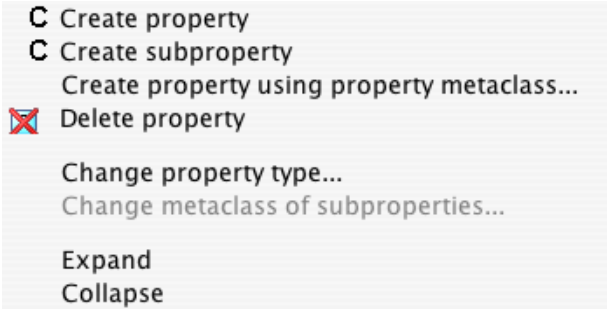 C Create property
C Create subproperty
Create property using property metaclass...
Delete property
Change property type...
Change metaclass of subproperties...
Expand
Collapse